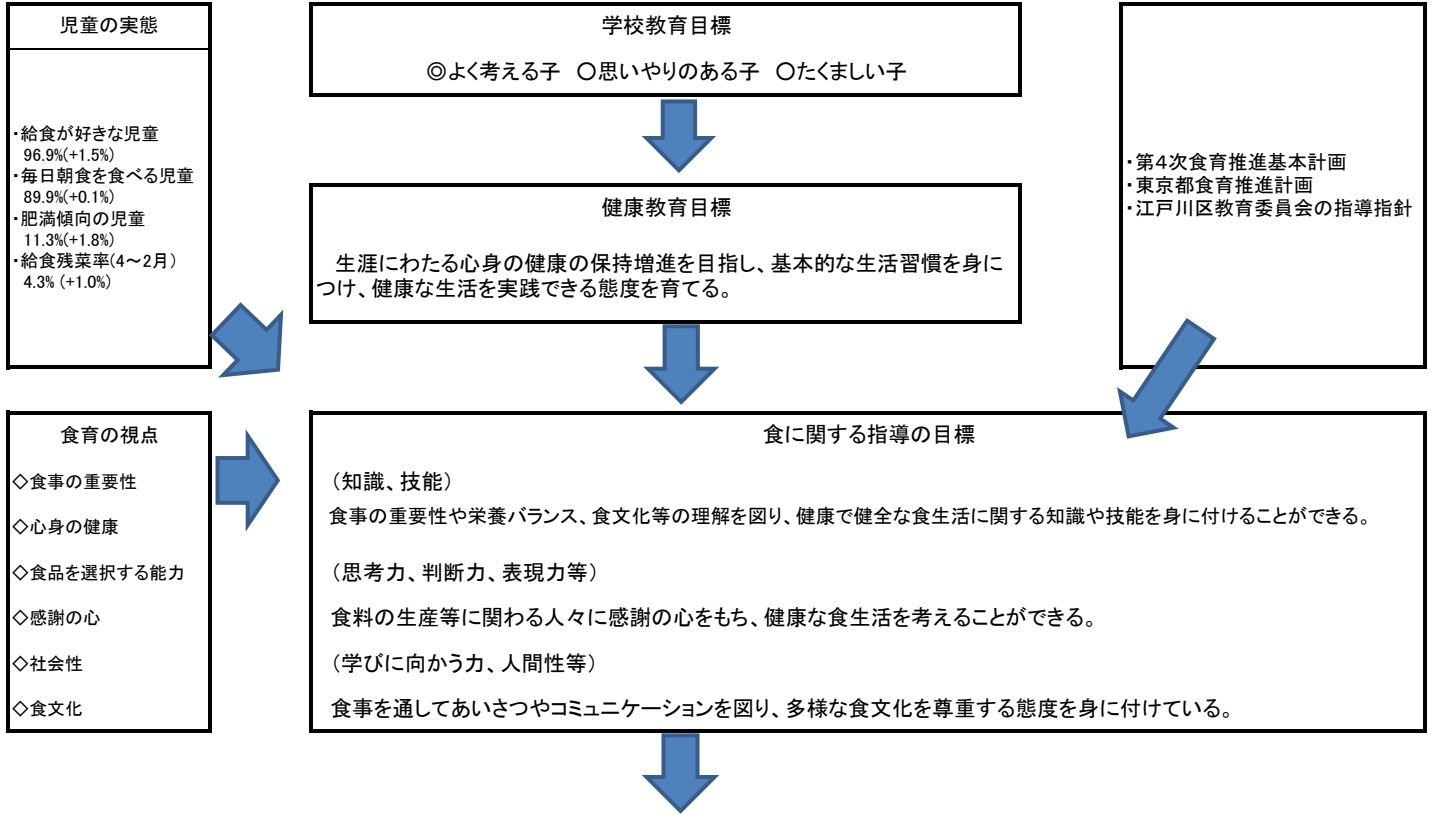 児童の実態
・給食が好きな児童
96.9%(+1.5%)
・毎日朝食を食べる児童
89.9%(+0.1%)
・肥満傾向の児童
11.3%(+1.8%)
・給食残菜率(4～2月)
4.3% (+1.0%)
学校教育目標
◎よく考える子　〇思いやりのある子　〇たくましい子
健康教育目標
生涯にわたる心身の健康の保持増進を目指し、基本的な生活習慣を身に
つけ、健康な生活を実践できる態度を育てる。
・第4次食育推進基本計画
・東京都食育推進計画
・江戸川区教育委員会の指導指針
食育の視点
◇食事の重要性
◇心身の健康
◇食品を選択する能力
◇感謝の心
◇社会性
◇食文化
食に関する指導の目標
（知識、技能）
食事の重要性や栄養バランス、食文化等の理解を図り、健康で健全な食生活に関する知識や技能を身に付けることができる。
（思考力、判断力、表現力等）
食料の生産等に関わる人々に感謝の心をもち、健康な食生活を考えることができる。
（学びに向かう力、人間性等）
食事を通してあいさつやコミュニケーションを図り、多様な食文化を尊重する態度を身に付けている。